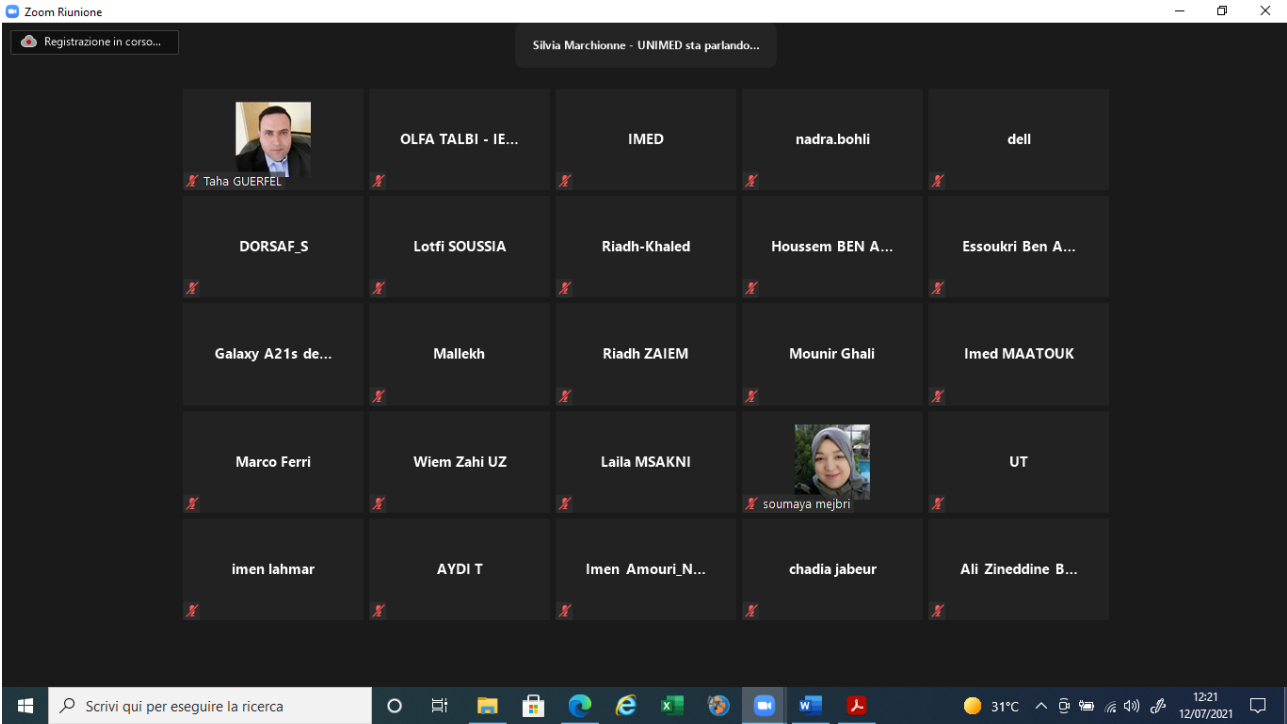 Zoom Riunione
Registrazione in corso...
Silvia Marchionne - UNIMED sta parlando...
Taha GUERFEL
OLFA TALBI - IE...
IMED
nadra.bohli
dell
DORSAF_S
Lotfi SOUSSIA
Riadh-Khaled
Houssem BEN A...
Essoukri Ben A...
Galaxy A21s de...
Mallekh
Riadh ZAIEM
Mounir Ghali
Imed MAATOUK
Marco Ferri
Wiem Zahi UZ
Laila MSAKNI
soumaya mejbri
UT
imen lahmar
AYDI T
Imen Amouri_N...
chadia jabeur
Ali Zineddine B...
Scrivi qui per eseguire la ricerca
31°C
12:21
12/07/2021